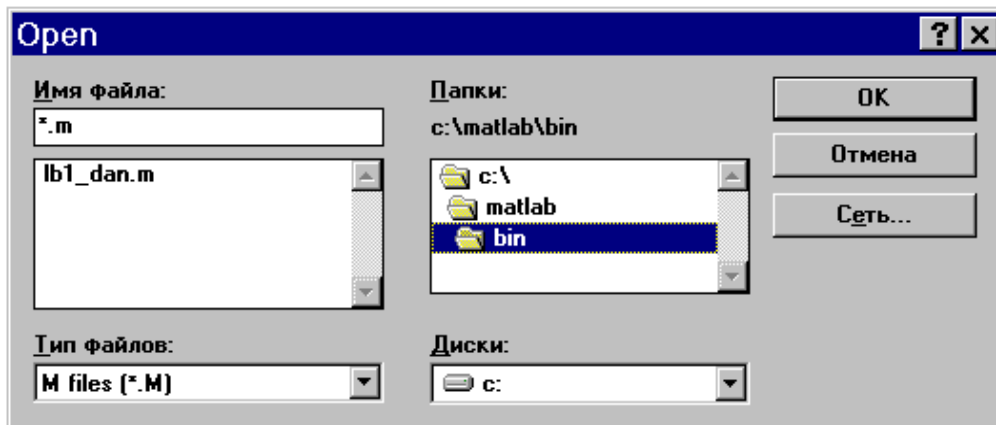 Open
Имя файла:
*.m
lb1_dan.m
Тип файлов:
M files (*.M)
Папки:
c:\matlab\bin
c:\
matlab
bin
Диски:
c:
OK
Отмена
Сеть...